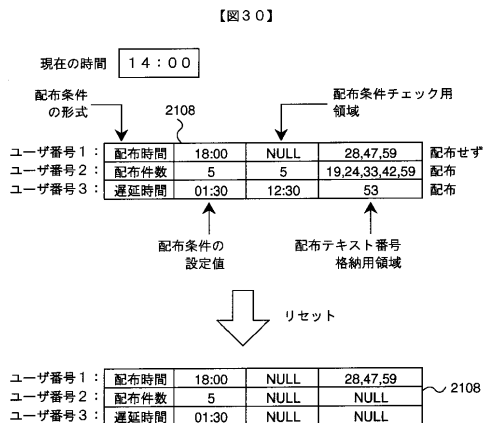 【図３０】
現在の時間 １４：００
配布条件の形式
2108
配布条件チェック用領域
ユーザ番号１： 配布時間 18:00 NULL 28,47,59 配布せず
ユーザ番号２： 配布件数 5 5 19,24,33,42,59 配布
ユーザ番号３： 遅延時間 01:30 12:30 53 配布
配布条件の設定値
配布テキスト番号格納用領域
リセット
ユーザ番号１： 配布時間 18:00 NULL 28,47,59
2108
ユーザ番号２： 配布件数 5 NULL NULL
ユーザ番号３： 遅延時間 01:30 NULL NULL